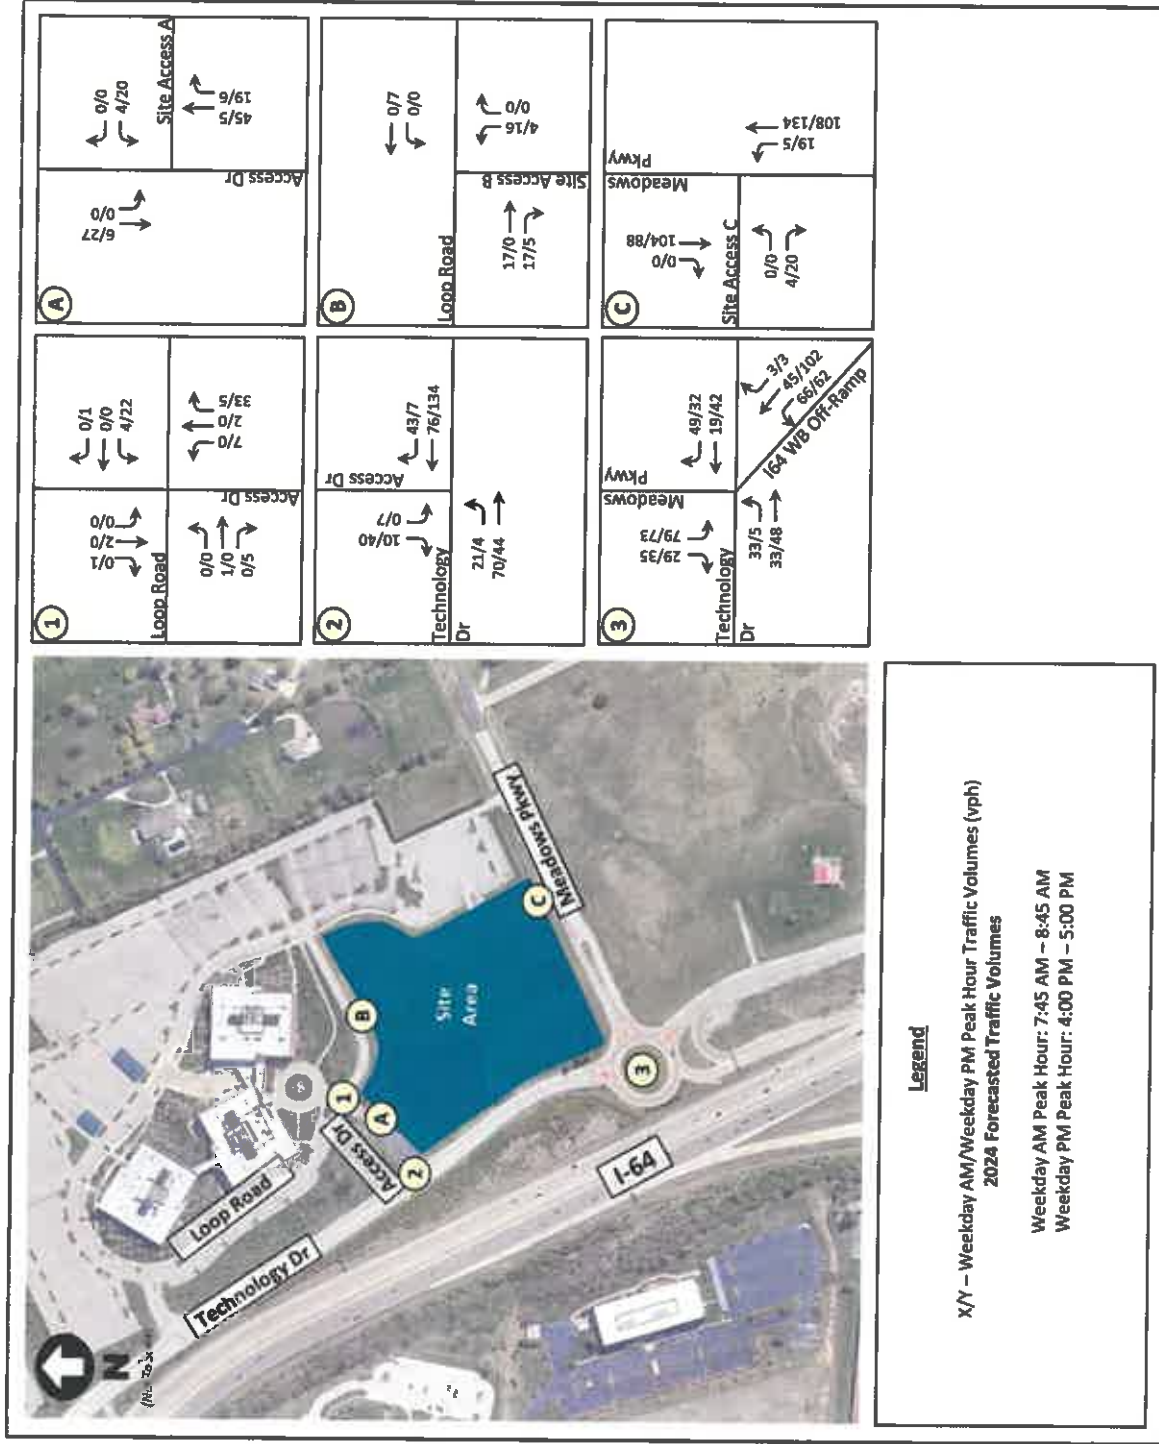 N
Technology Dr
Loop Road
Access Dr
I-64
Meadows Pkwy
Site
Area
1
A
2
B
C
3
1
0/1
2/0
0/0
0/1
0/0
4/22
Loop Road
Access Dr
0/0
1/0
0/5
7/0
2/0
33/5
A
6/27
0/0
0/0
4/20
Site Access A
Access Dr
45/5
19/6
2
10/40
0/7
Access Dr
43/7
76/134
Technology
Dr
21/4
70/44
B
0/7
0/0
Loop Road
Site Access B
17/0
17/5
4/16
0/0
3
29/35
79/73
Meadows
Pkwy
49/32
19/42
Technology
Dr
33/5
33/48
3/3
45/102
66/62
I64 WB Off-Ramp
C
0/0
104/88
Meadows
Pkwy
Site Access C
0/0
4/20
19/5
108/134
Legend
X/Y – Weekday AM/Weekday PM Peak Hour Traffic Volumes (vph)
2024 Forecasted Traffic Volumes
Weekday AM Peak Hour: 7:45 AM – 8:45 AM
Weekday PM Peak Hour: 4:00 PM – 5:00 PM